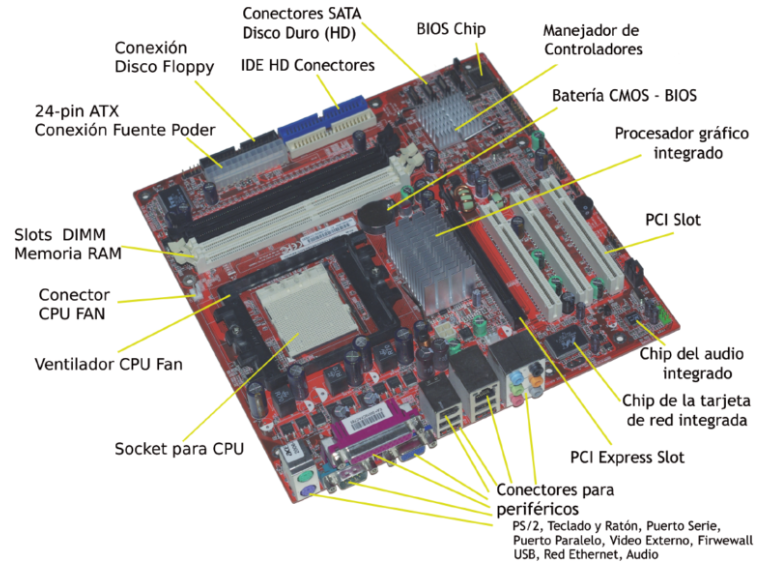 Conectores SATA
Disco Duro (HD)
BIOS Chip
Manejador de
Controladores
Conexión
Disco Floppy
IDE HD Conectores
Batería CMOS - BIOS
24-pin ATX
Conexión Fuente Poder
Procesador gráfico
integrado
PCI Slot
Slots DIMM
Memoria RAM
Conector
CPU FAN
Ventilador CPU Fan
Chip del audio
integrado
Chip de la tarjeta
de red integrada
Socket para CPU
PCI Express Slot
Conectores para
periféricos
PS/2, Teclado y Ratón, Puerto Serie,
Puerto Paralelo, Video Externo, Firwewall
USB, Red Ethernet, Audio